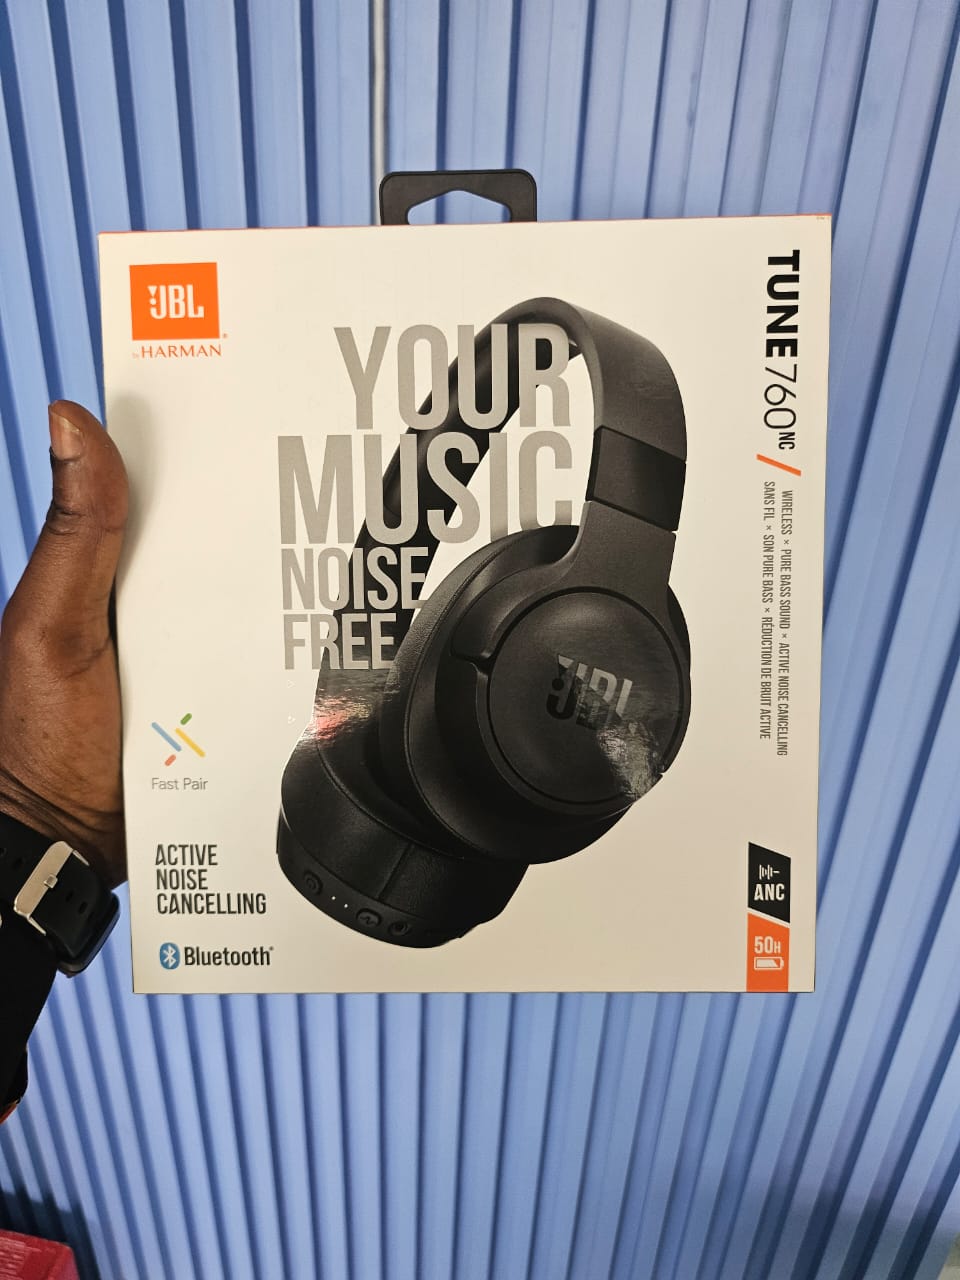 JBL
by HARMAN
YOUR
MUSIC
NOISE
FREE
JBL
Fast Pair
ACTIVE
NOISE
CANCELLING
Bluetooth®
TUNE 760NC
WIRELESS × PURE BASS SOUND × ACTIVE NOISE CANCELLING
SANS FIL × SON PURE BASS × RÉDUCTION DE BRUIT ACTIVE
ANC
50H